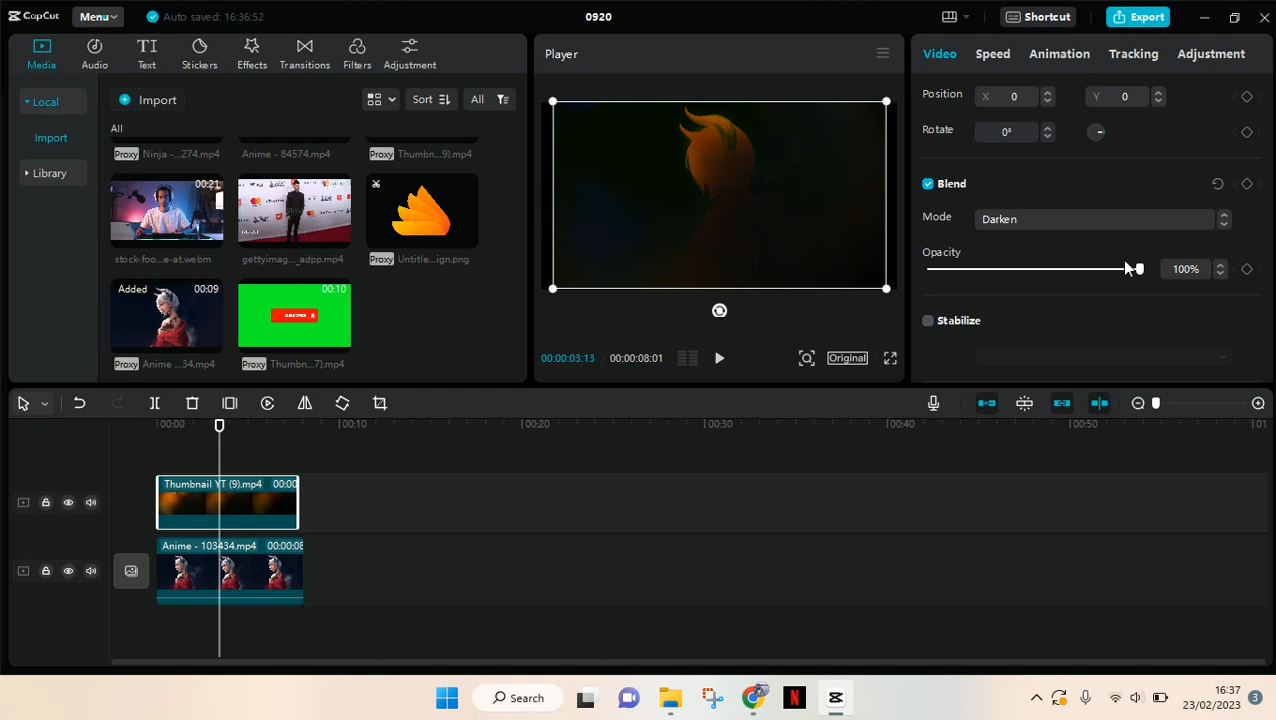 CapCut
Menu
Auto saved: 16:36:52
0920
Shortcut
Export
Media
Audio
Text
Stickers
Effects
Transitions
Filters
Adjustment
Local
Import
Library
Import
Sort
All
All
Proxy Ninja -...274.mp4
Anime - 84574.mp4
Proxy Thumbn...9).mp4
00:21
stock-foo...e-at.webm
gettyimag..._adpp.mp4
Proxy Untitle...ign.png
Added 00:09
Proxy Anime ...34.mp4
00:10
Proxy Thumbn...7).mp4
Player
00:00:03:13
00:00:08:01
Original
Video
Speed
Animation
Tracking
Adjustment
Position
X 0
Y 0
Rotate
0°
Blend
Mode
Darken
Opacity
100%
Stabilize
00:00
00:10
00:20
00:30
00:40
00:50
01
Thumbnail YT (9).mp4 00:00
Anime - 103434.mp4 00:00:08
Search
N
16:37
23/02/2023
3